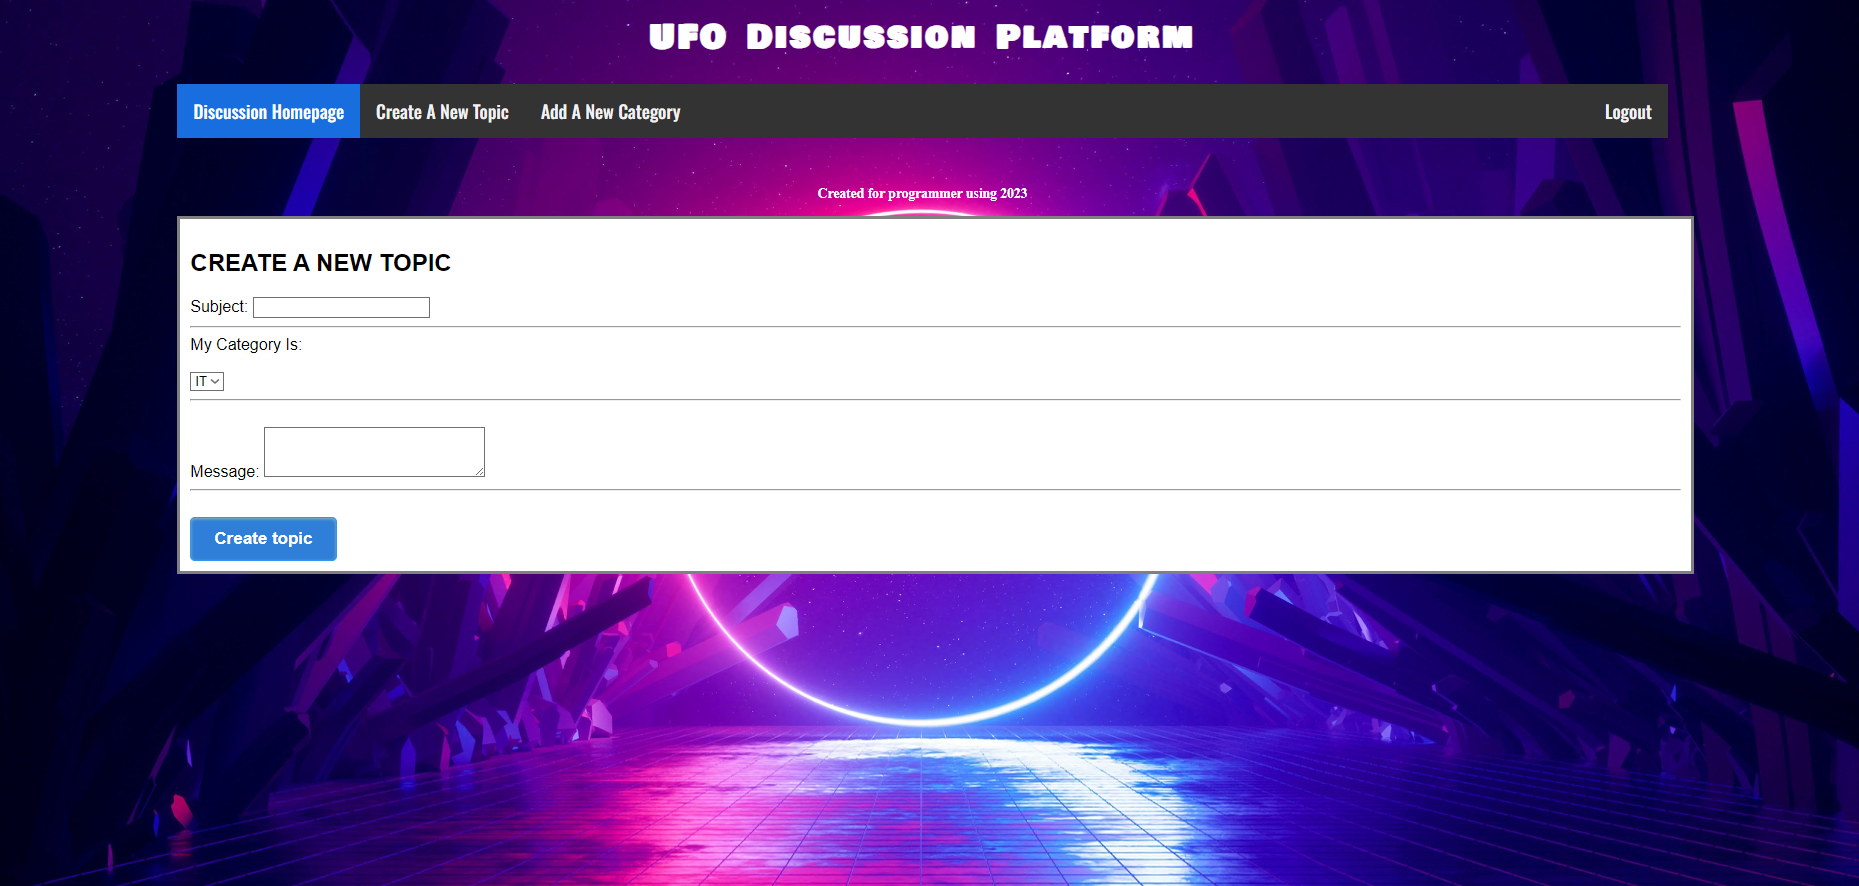 UFO Discussion Platform
Discussion Homepage Create A New Topic Add A New Category Logout
Created for programmer using 2023
CREATE A NEW TOPIC
Subject:
My Category Is:
IT
Message:
Create topic